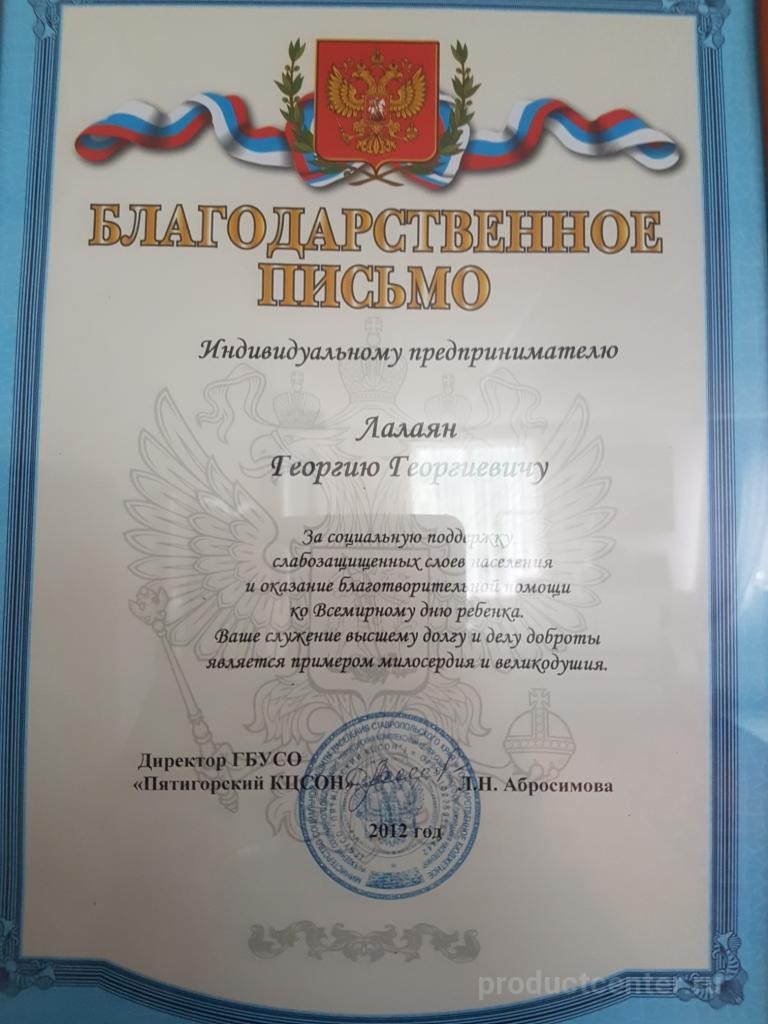 БЛАГОДАРСТВЕННОЕ
ПИСЬМО
Индивидуальному предпринимателю
Лалаян
Георгию Георгиевичу
За социальную поддержку
слабозащищенных слоев населения
и оказание благотворительной помощи
ко Всемирному дню ребенка.
Ваше служение высшему долгу и делу доброты
является примером милосердия и великодушия.
Директор ГБУСО
«Пятигорский КЦСОН» Л.Н. Абросимова
2012 год
productcenter.ru